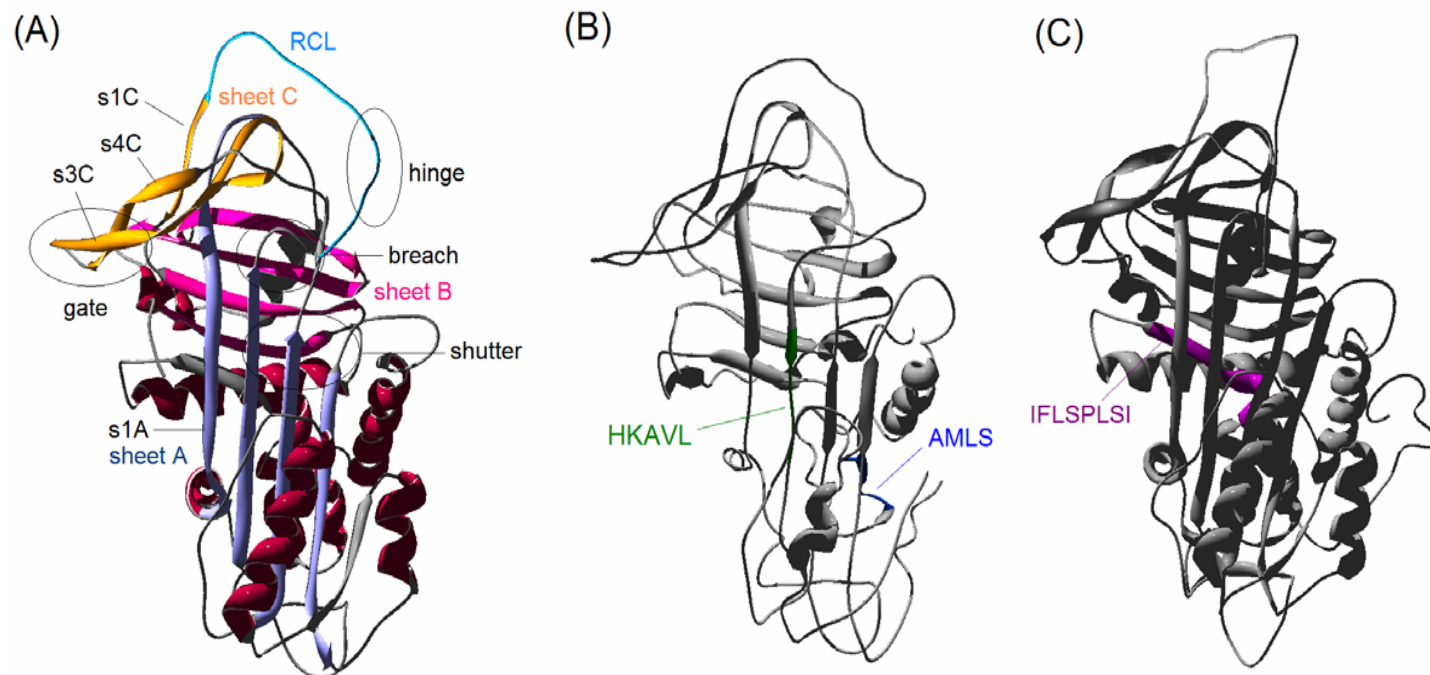 (A)
RCL
s1C
sheet C
s4C
s3C
hinge
breach
gate
sheet B
shutter
s1A
sheet A
(B)
HKAVL
AMLS
(C)
IFLSPLSI